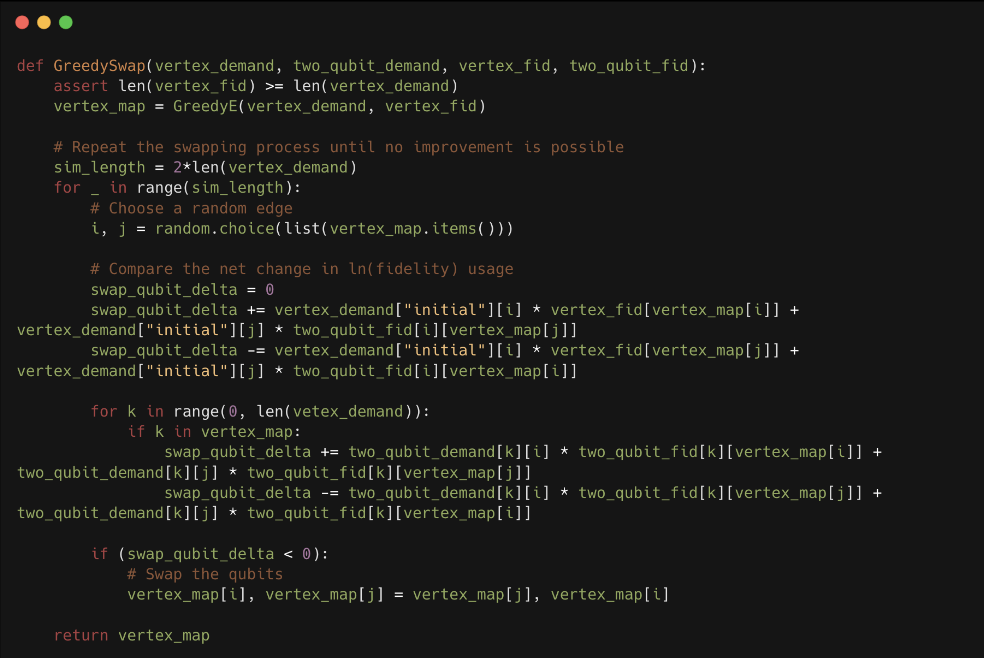 def GreedySwap(vertex_demand, two_qubit_demand, vertex_fid, two_qubit_fid):
    assert len(vertex_fid) >= len(vertex_demand)
    vertex_map = GreedyE(vertex_demand, vertex_fid)

    # Repeat the swapping process until no improvement is possible
    sim_length = 2*len(vertex_demand)
    for _ in range(sim_length):
        # Choose a random edge
        i, j = random.choice(list(vertex_map.items()))

        # Compare the net change in ln(fidelity) usage
        swap_qubit_delta = 0
        swap_qubit_delta += vertex_demand["initial"][i] * vertex_fid[vertex_map[i]] +
vertex_demand["initial"][j] * two_qubit_fid[i][vertex_map[j]]
        swap_qubit_delta -= vertex_demand["initial"][i] * vertex_fid[vertex_map[j]] +
vertex_demand["initial"][j] * two_qubit_fid[i][vertex_map[i]]

        for k in range(0, len(vetex_demand)):
            if k in vertex_map:
                swap_qubit_delta += two_qubit_demand[k][i] * two_qubit_fid[k][vertex_map[i]] +
two_qubit_demand[k][j] * two_qubit_fid[k][vertex_map[j]]
                swap_qubit_delta -= two_qubit_demand[k][i] * two_qubit_fid[k][vertex_map[j]] +
two_qubit_demand[k][j] * two_qubit_fid[k][vertex_map[i]]

        if (swap_qubit_delta < 0):
            # Swap the qubits
            vertex_map[i], vertex_map[j] = vertex_map[j], vertex_map[i]

    return vertex_map